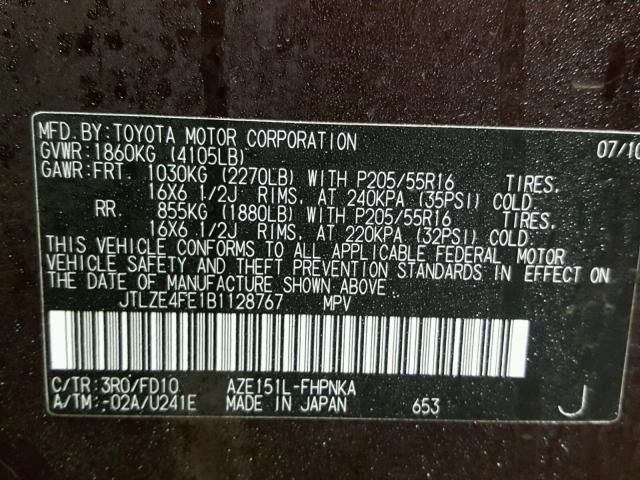 MFD.BY:TOYOTA MOTOR CORPORATION 07/10
GVWR:1860KG (4105LB)
GAWR:FRT. 1030KG (2270LB) WITH P205/55R16 TIRES,
16X6 1/2J RIMS, AT 240KPA (35PSI) COLD.
RR. 855KG (1880LB) WITH P205/55R16 TIRES,
16X6 1/2J RIMS, AT 220KPA (32PSI) COLD.
THIS VEHICLE CONFORMS TO ALL APPLICABLE FEDERAL MOTOR
VEHICLE SAFETY AND THEFT PREVENTION STANDARDS IN EFFECT ON
THE DATE OF MANUFACTURE SHOWN ABOVE.
JTLZE4FE1B1128767 MPV
C/TR:3R0/FD10 AZE151L-FHPNKA
A/TM:-02A/U241E MADE IN JAPAN 653 J